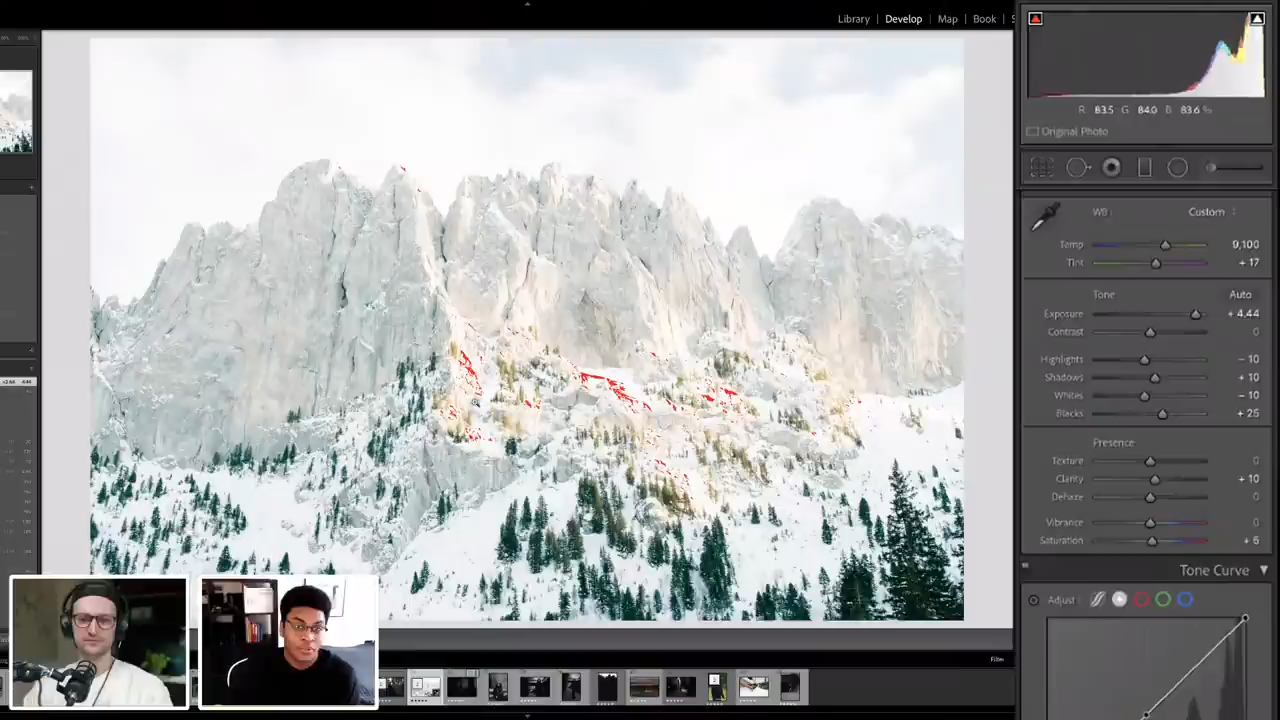 Library | Develop | Map | Book | S
R 83.5 G 84.0 B 83.6 %
Original Photo
WB: Custom
Temp 9,100
Tint + 17
Tone Auto
Exposure + 4.44
Contrast 0
Highlights − 10
Shadows + 10
Whites − 10
Blacks + 25
Presence
Texture 0
Clarity + 10
Dehaze 0
Vibrance 0
Saturation + 6
Tone Curve
Adjust
Filter